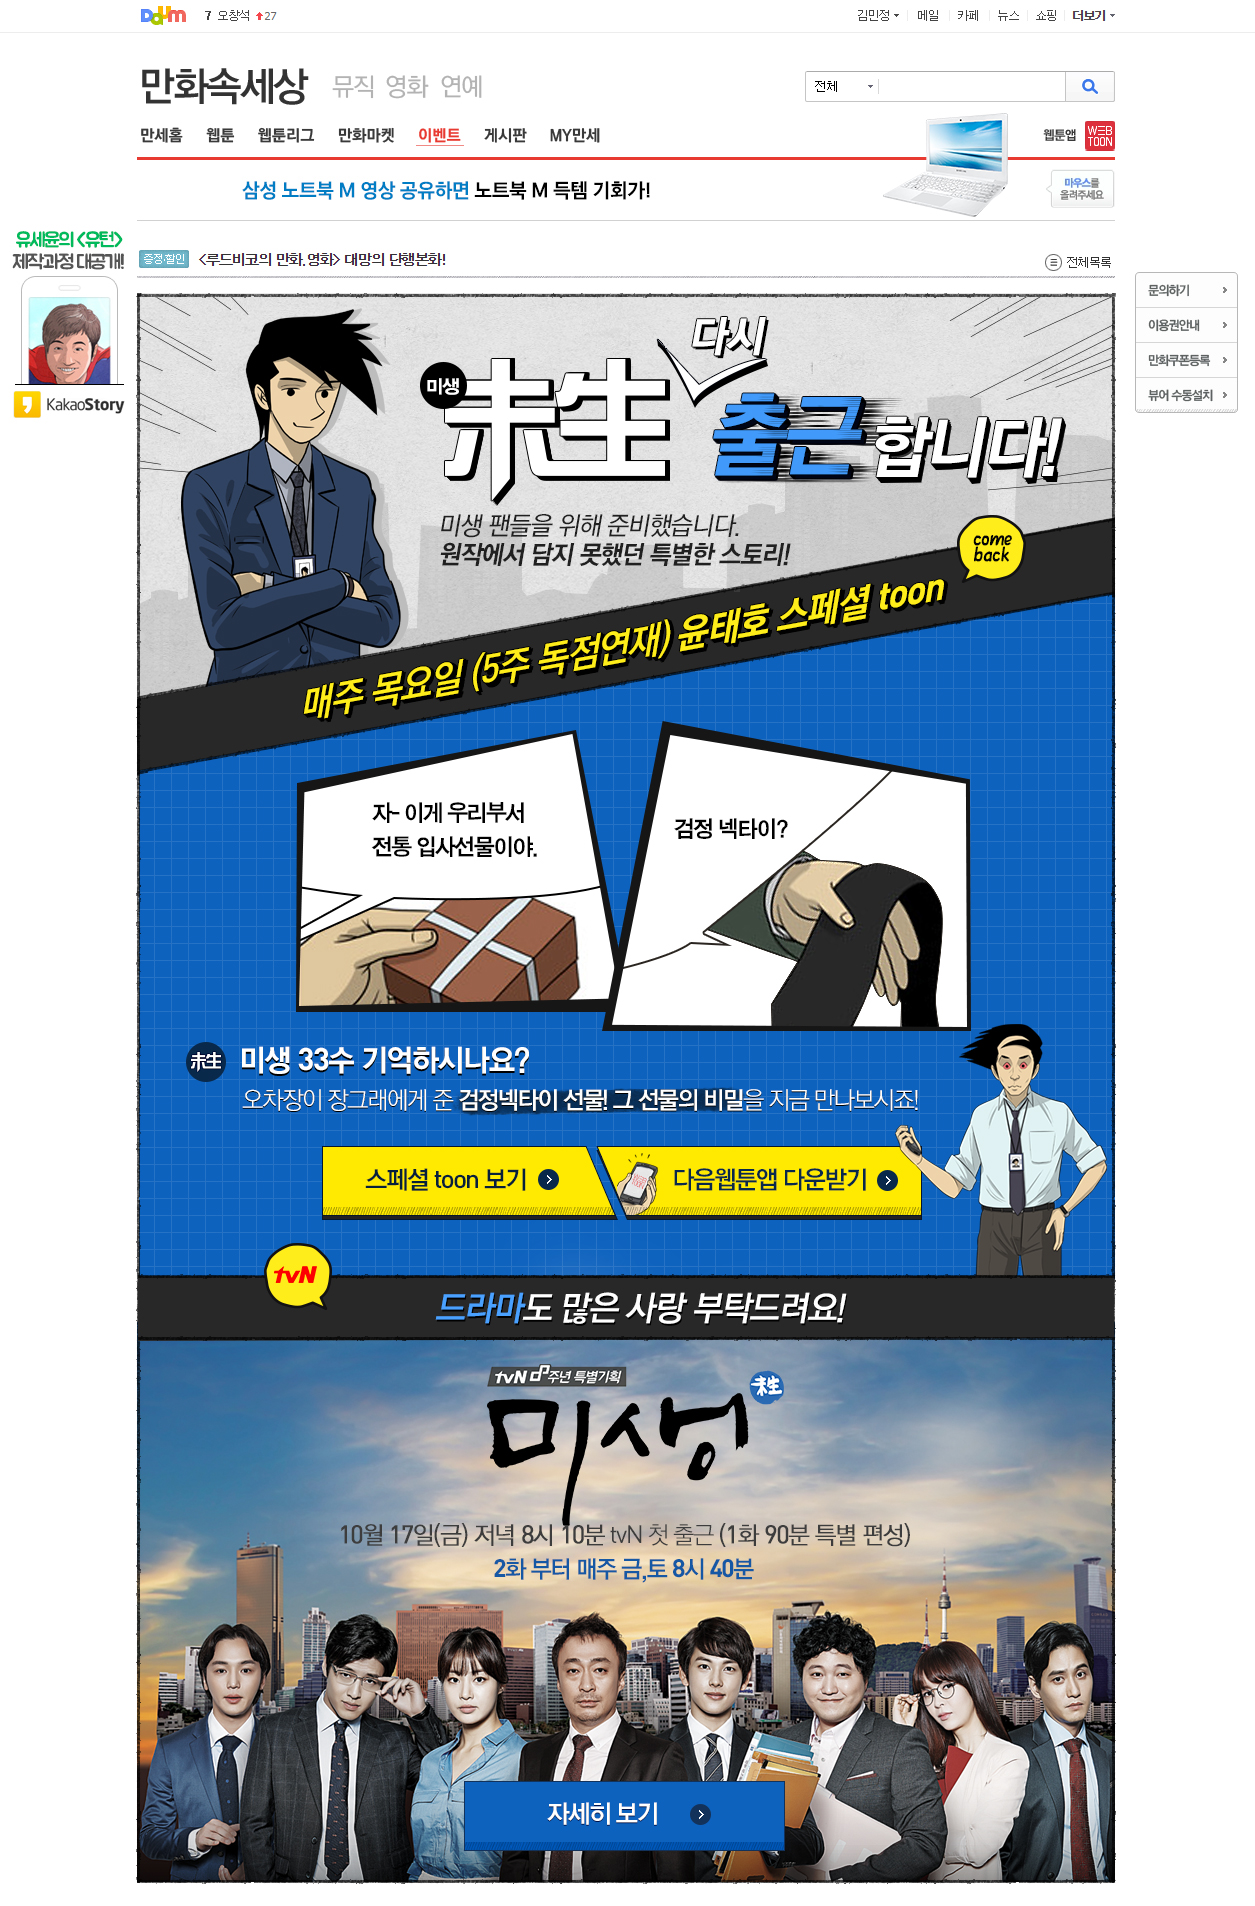 Daum 7 오창석 27 김민정 메일 카페 뉴스 쇼핑 더보기
만화속세상 뮤직 영화 연예 전체
만세홈 웹툰 웹툰리그 만화마켓 이벤트 게시판 MY만세 웹툰앱 WEB TOON
삼성 노트북 M 영상 공유하면 노트북 M 득템 기회가!
마우스를
올려주세요
유세윤의 <유턴>
제작과정 대공개!
KakaoStory
증정·할인 <루드비코의 만화.영화> 대망의 단행본화!
전체목록
문의하기
이용권안내
만화쿠폰등록
뷰어 수동설치
미생 未生 다시 출근합니다!
미생 팬들을 위해 준비했습니다.
원작에서 담지 못했던 특별한 스토리!
come
back
매주 목요일 (5주 독점연재) 윤태호 스페셜 toon
자- 이게 우리부서
전통 입사선물이야.
검정 넥타이?
未生 미생 33수 기억하시나요?
오차장이 장그래에게 준 검정넥타이 선물! 그 선물의 비밀을 지금 만나보시죠!
스페셜 toon 보기
다음웹툰앱 다운받기
tvN
드라마도 많은 사랑 부탁드려요!
tvN 주년 특별기획
미생 未生
10월 17일(금) 저녁 8시 10분 tvN 첫 출근 (1화 90분 특별 편성)
2화 부터 매주 금,토 8시 40분
자세히 보기